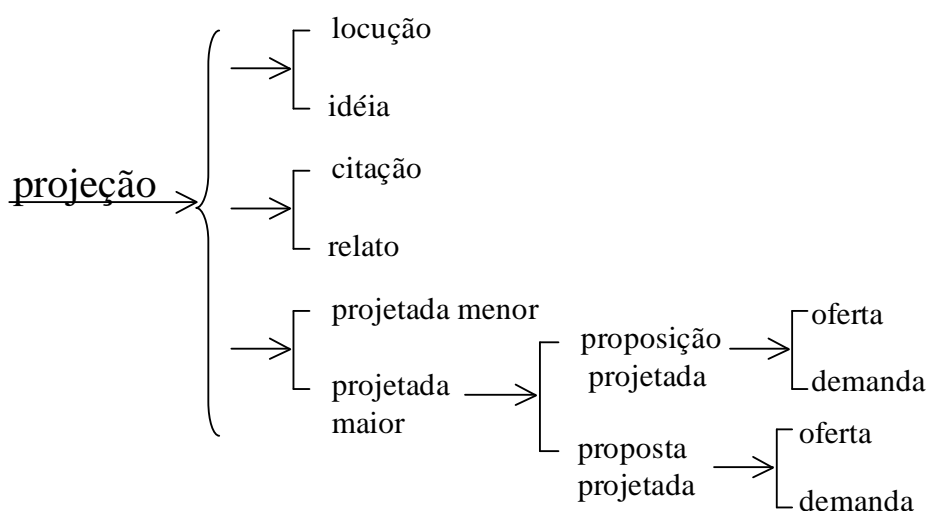 locução
idéia
projeção
citação
relato
projetada menor
projetada
maior
proposição
projetada
oferta
demanda
proposta
projetada
oferta
demanda